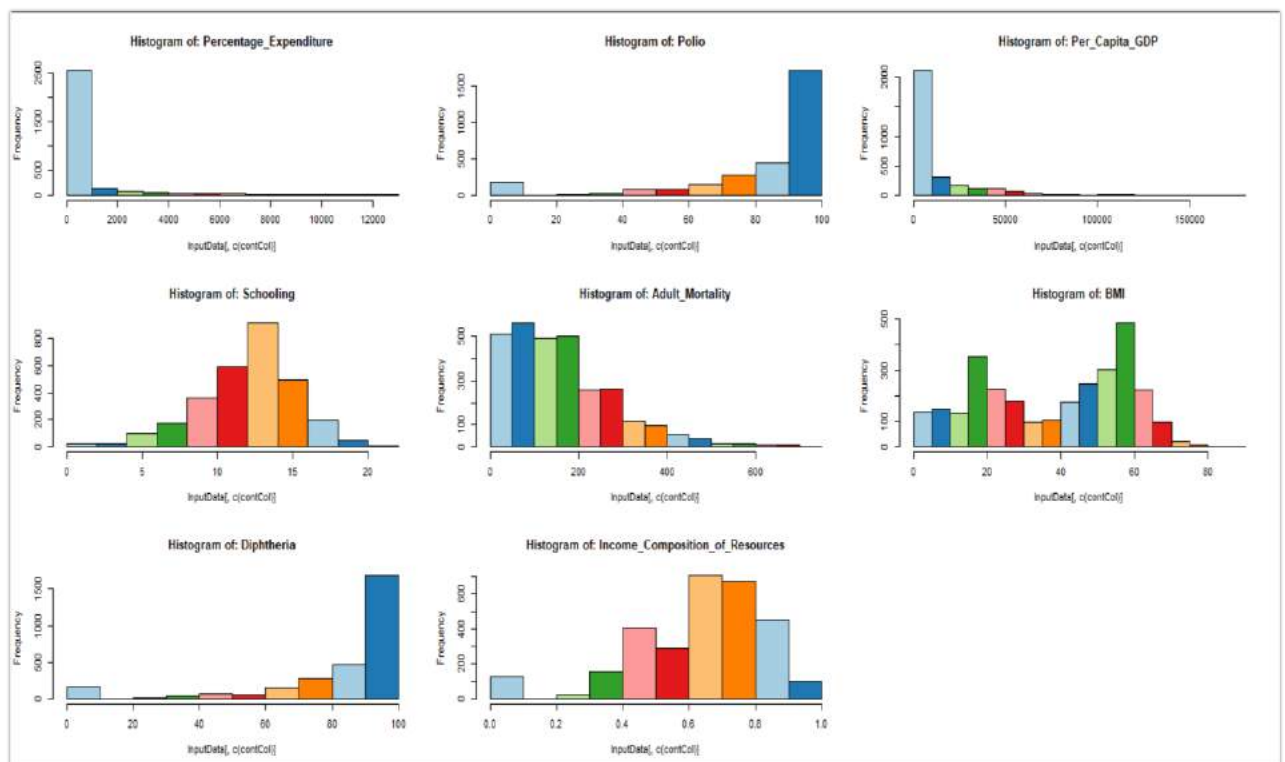 Histogram of: Percentage_Expenditure
Frequency
0 500 1500 2500
0 2000 4000 6000 8000 10000 12000
InputData[, c(contCol)]
Histogram of: Polio
Frequency
0 500 1000 1500
0 20 40 60 80 100
InputData[, c(contCol)]
Histogram of: Per_Capita_GDP
Frequency
0 1000 2000
0 50000 100000 150000
InputData[, c(contCol)]
Histogram of: Schooling
Frequency
0 200 400 600 800
0 5 10 15 20
InputData[, c(contCol)]
Histogram of: Adult_Mortality
Frequency
0 100 300 500
0 200 400 600
InputData[, c(contCol)]
Histogram of: BMI
Frequency
0 100 300 500
0 20 40 60 80
InputData[, c(contCol)]
Histogram of: Diphtheria
Frequency
0 500 1000 1500
0 20 40 60 80 100
InputData[, c(contCol)]
Histogram of: Income_Composition_of_Resources
Frequency
0 200 400 600
0.0 0.2 0.4 0.6 0.8 1.0
InputData[, c(contCol)]